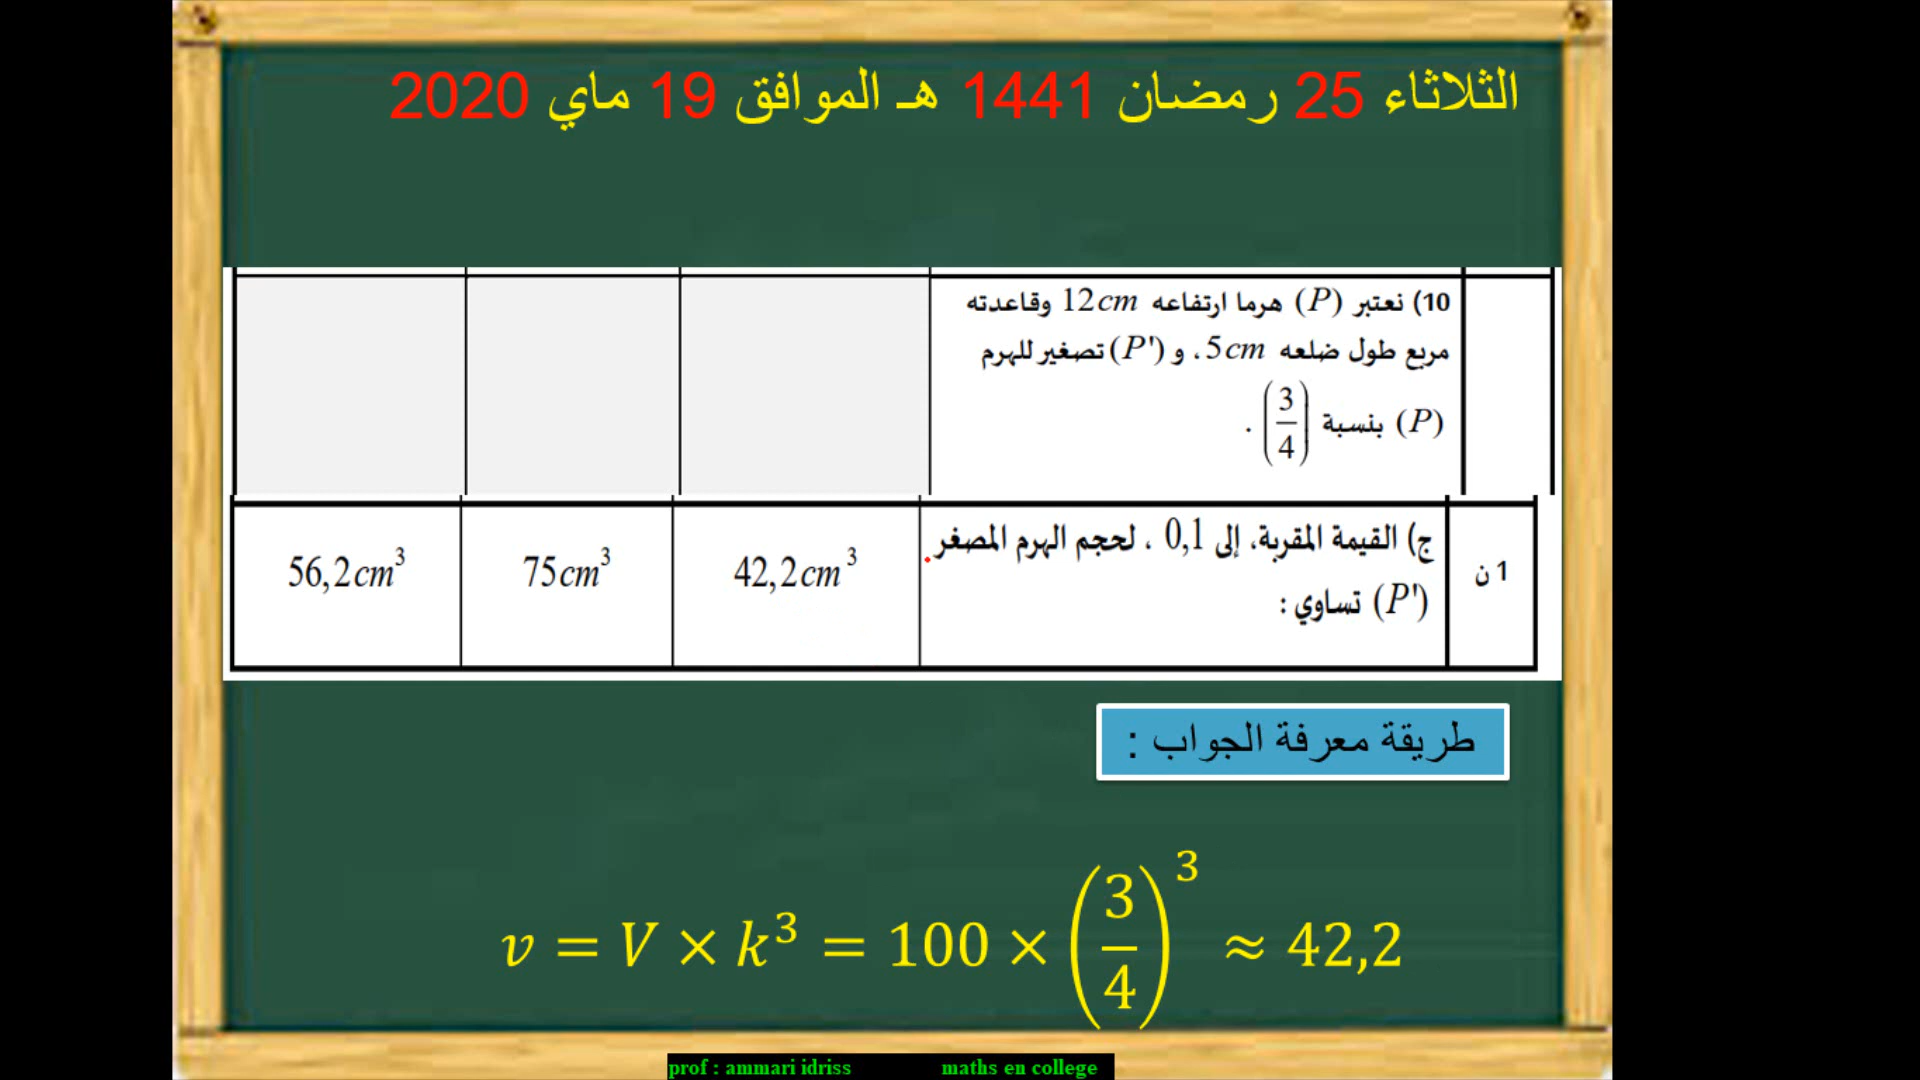 الثلاثاء 25 رمضان 1441 هـ الموافق 19 ماي 2020
10) نعتبر (P) هرما ارتفاعه 12cm وقاعدته
مربع طول ضلعه 5cm، و (P') تصغير للهرم
(P) بنسبة (3/4) .
1 ن
ج) القيمة المقربة، إلى 0,1 ، لحجم الهرم المصغر
(P') تساوي :
42,2cm³
75cm³
56,2cm³
طريقة معرفة الجواب :
v = V × k³ = 100 × (3/4)³ ≈ 42,2
prof : ammari idriss maths en college